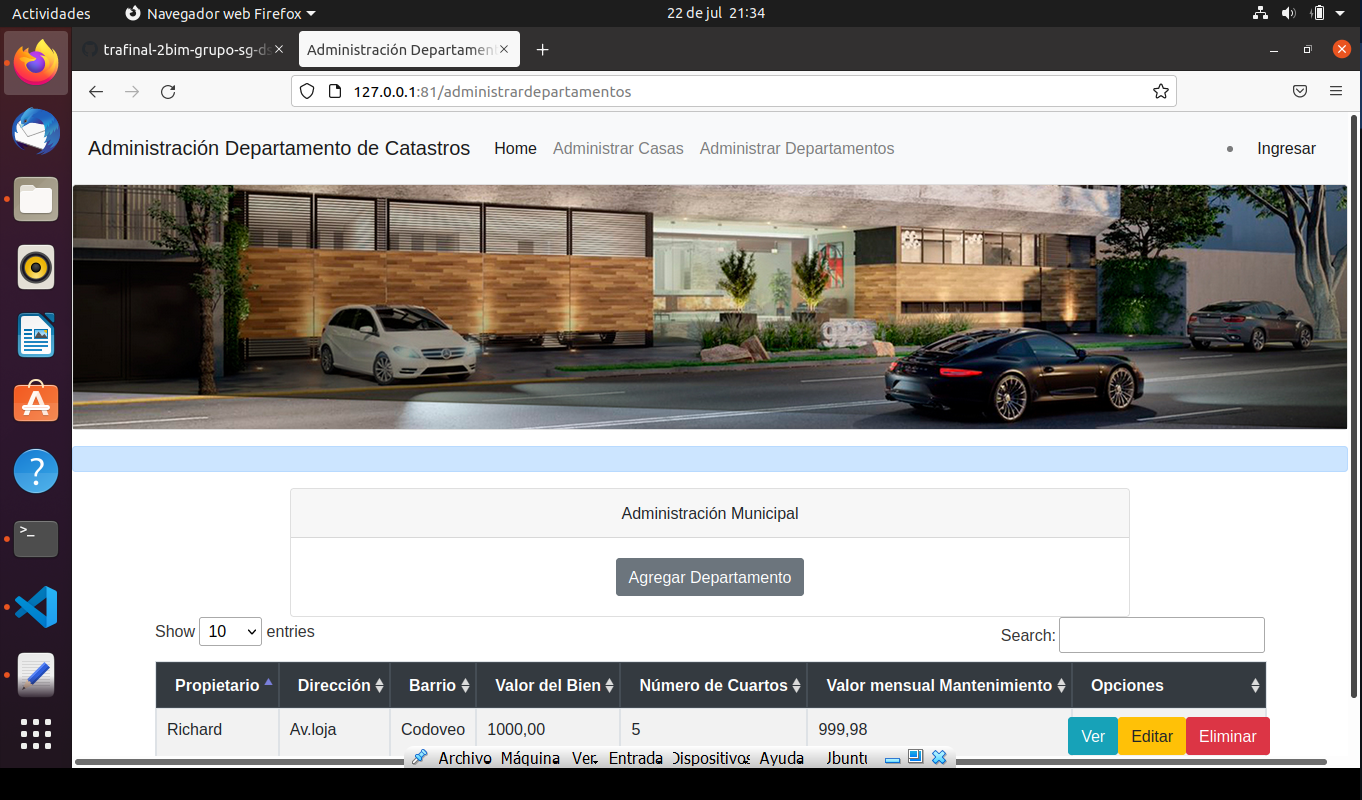 Actividades Navegador web Firefox 22 de jul 21:34
trafinal-2bim-grupo-sg-ds Administración Departament
127.0.0.1:81/administrardepartamentos
Administración Departamento de Catastros Home Administrar Casas Administrar Departamentos Ingresar
Administración Municipal
Agregar Departamento
Show 10 entries Search:
Propietario Dirección Barrio Valor del Bien Número de Cuartos Valor mensual Mantenimiento Opciones
Richard Av.loja Codoveo 1000,00 5 999,98 Ver Editar Eliminar
Archivo Máquina Ver Entrada Dispositivos Ayuda